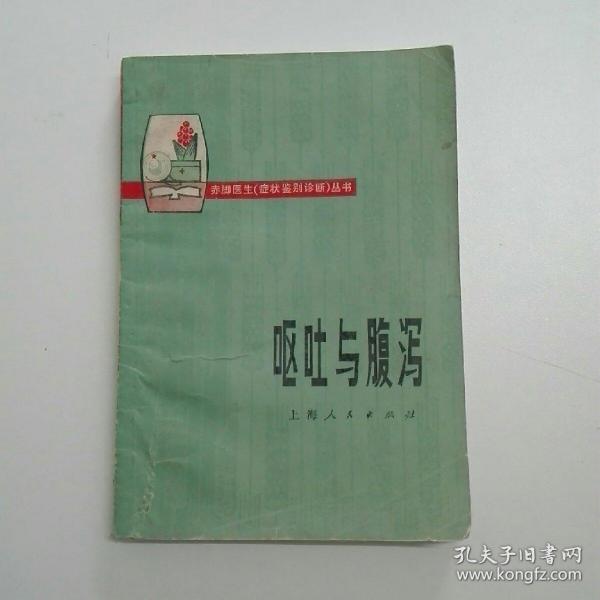 赤脚医生(症状鉴别诊断)丛书
呕吐与腹泻
上海人民出版社
孔夫子旧书网
www.kongfz.com